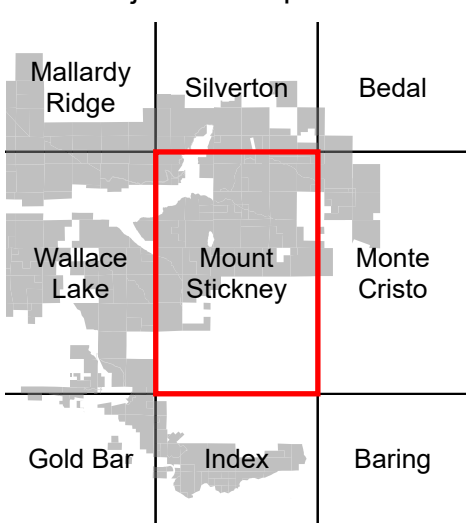 Mallardy
Ridge
Silverton
Bedal
Wallace
Lake
Mount
Stickney
Monte
Cristo
Gold Bar
Index
Baring